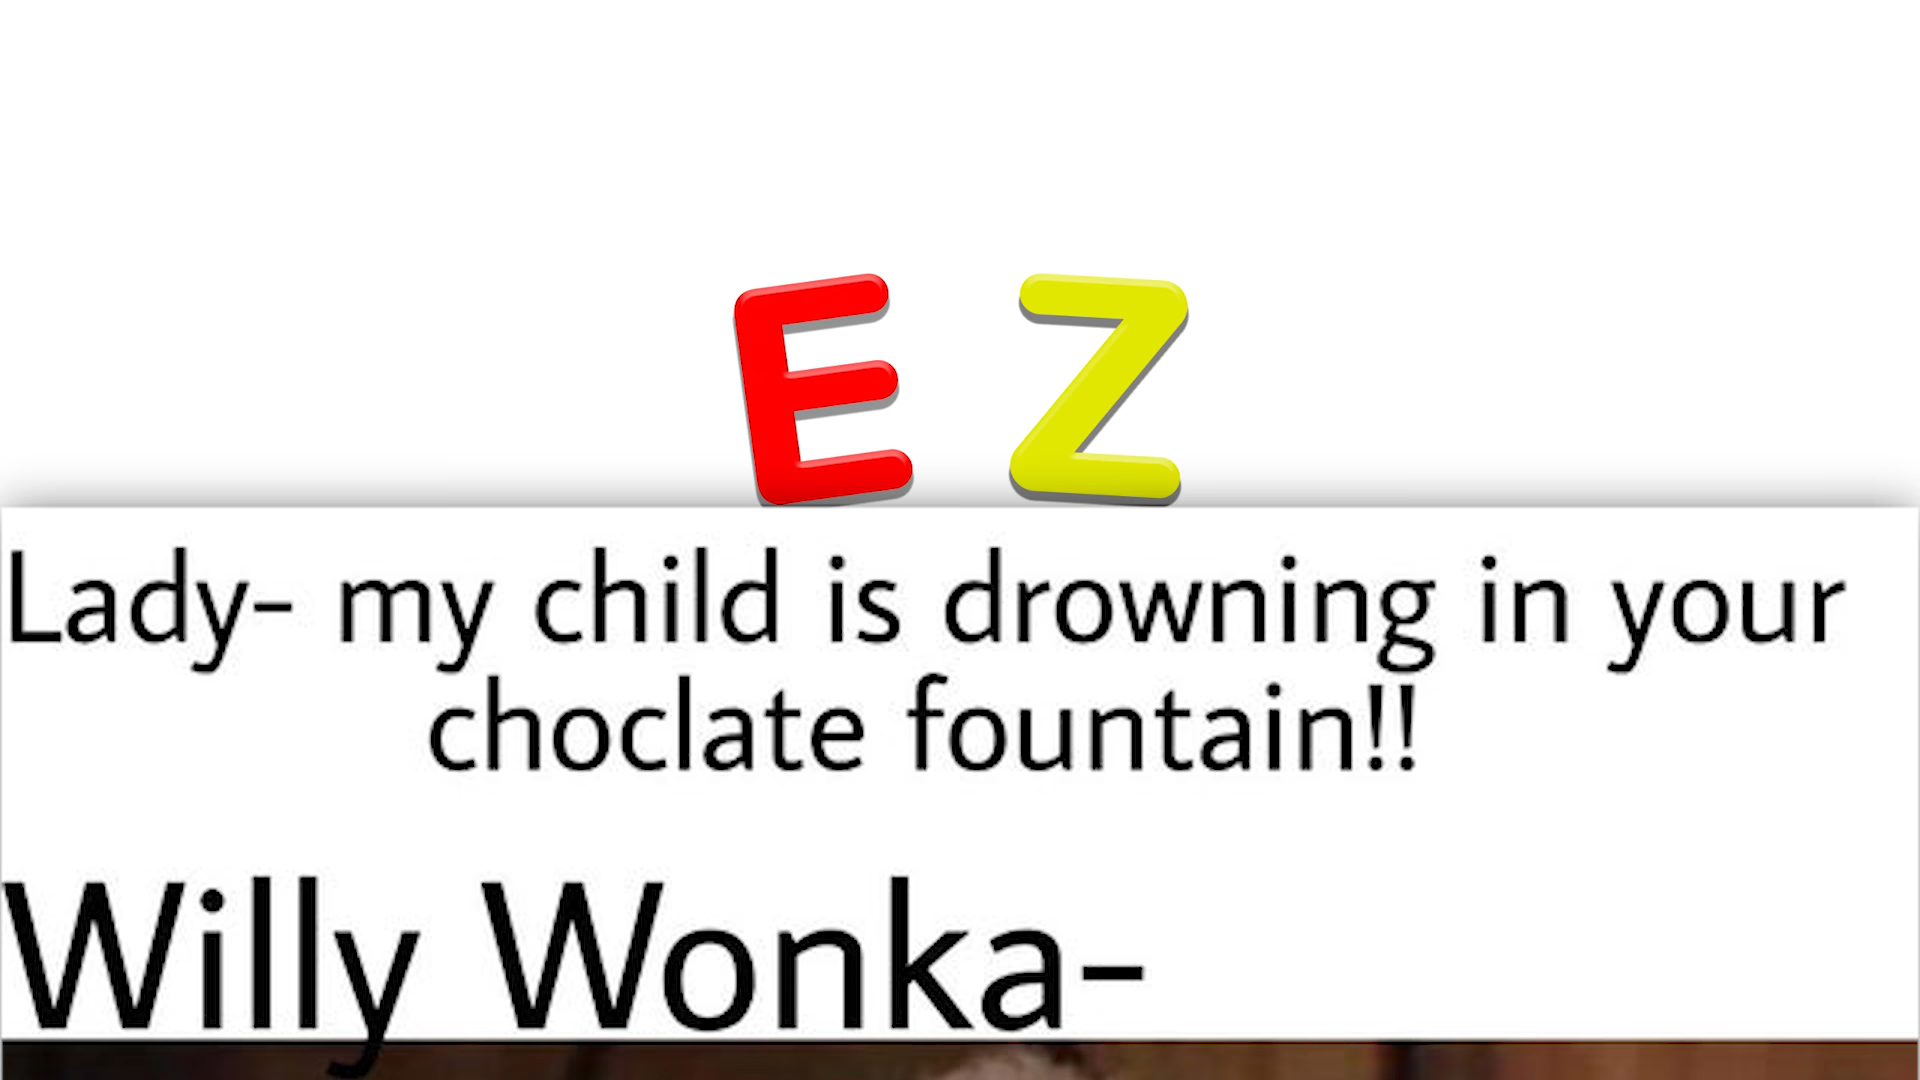 E Z
Lady- my child is drowning in your
choclate fountain!!
Willy Wonka-